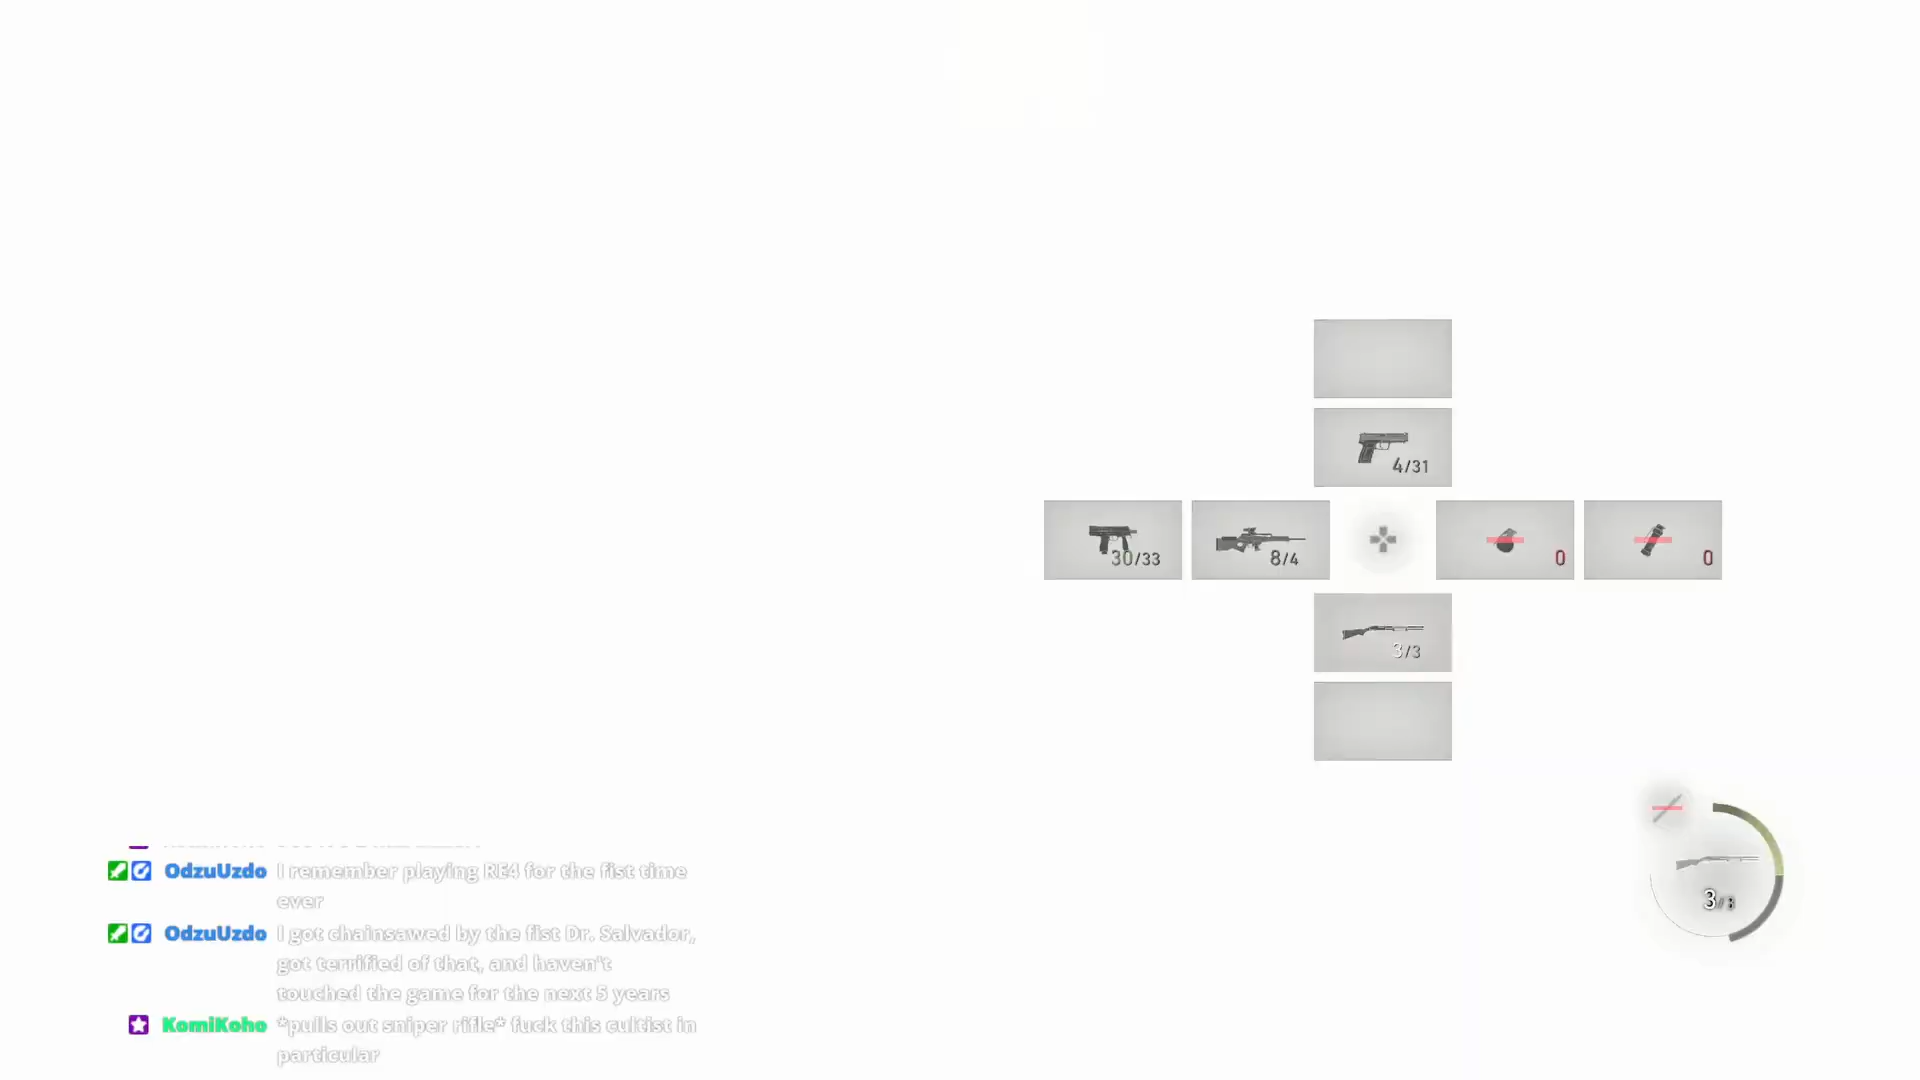 4/31
30/33
8/4
0
0
3/3
OdzuUzdo I remember playing RE4 for the fist time
ever
OdzuUzdo I got chainsawed by the fist Dr. Salvador,
got terrified of that, and haven't
touched the game for the next 5 years
KomiKoho *pulls out sniper rifle* fuck this cultist in
particular
3/8